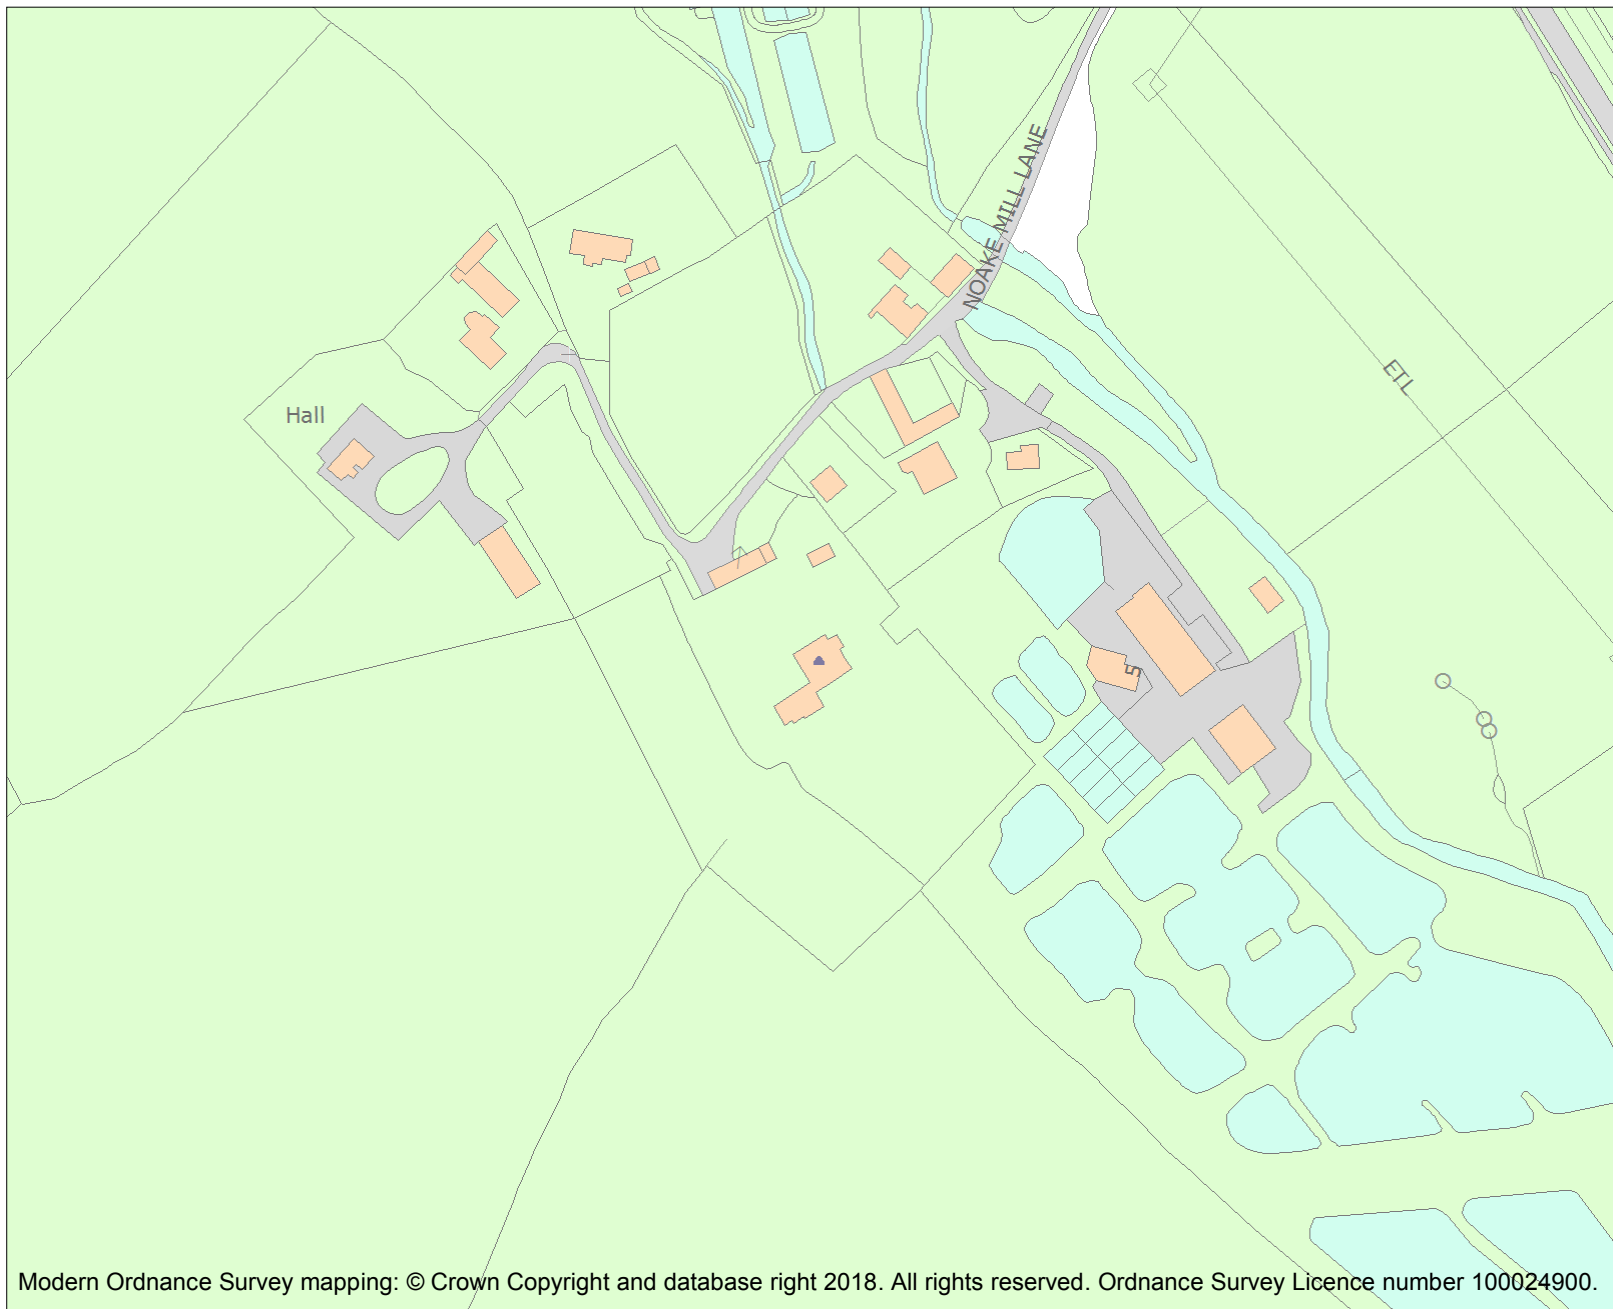 NOAKE MILL LANE
ETL
Hall
5
Modern Ordnance Survey mapping: © Crown Copyright and database right 2018. All rights reserved. Ordnance Survey Licence number 100024900.